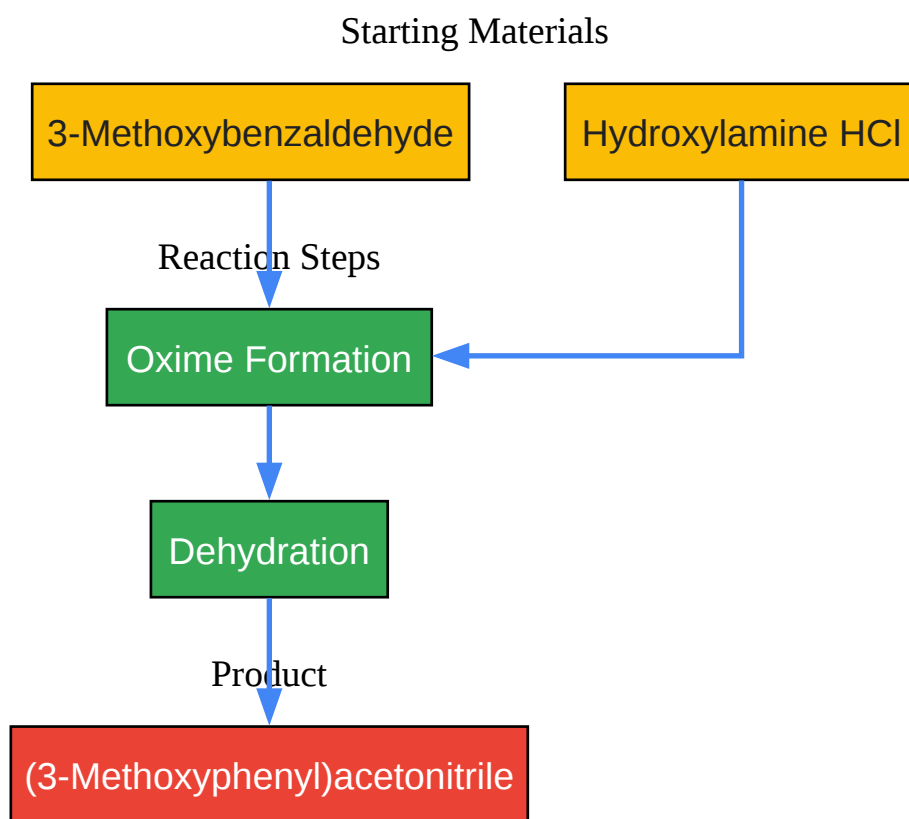 Starting Materials
3-Methoxybenzaldehyde
Hydroxylamine HCl
Reaction Steps
Oxime Formation
Dehydration
Product
(3-Methoxyphenyl)acetonitrile